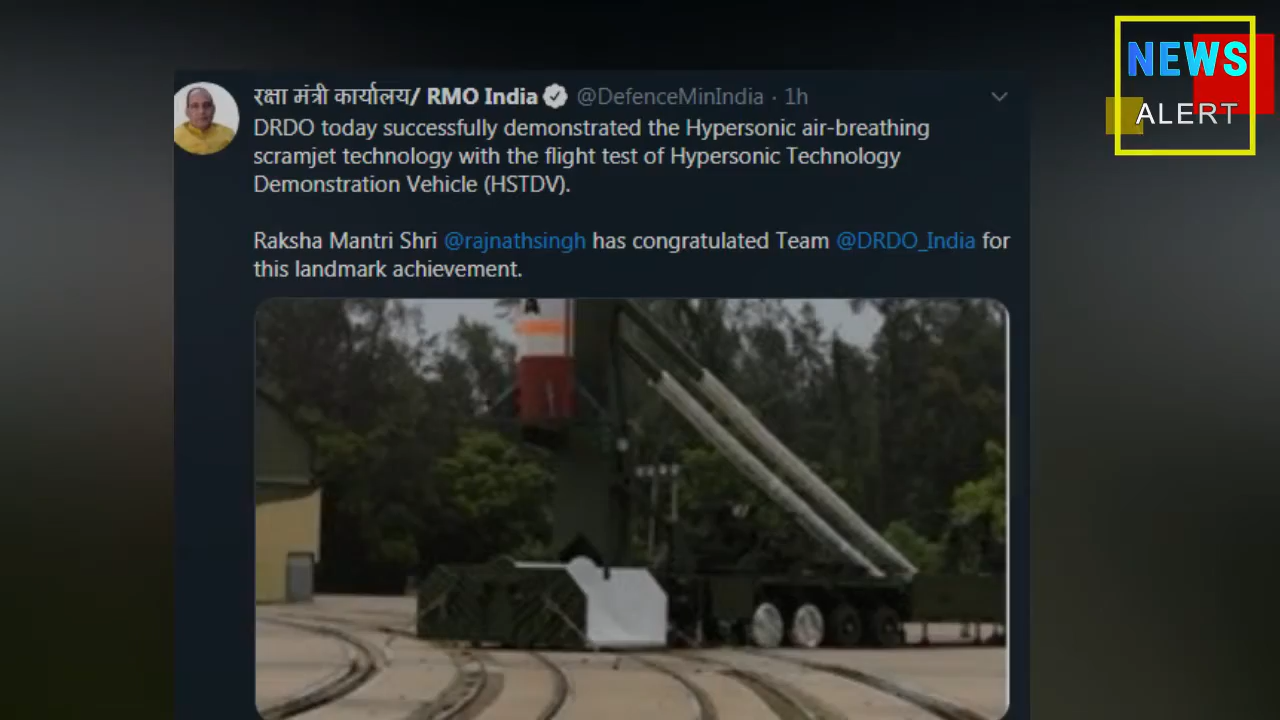 रक्षा मंत्री कार्यालय/ RMO India @DefenceMinIndia · 1h
DRDO today successfully demonstrated the Hypersonic air-breathing
scramjet technology with the flight test of Hypersonic Technology
Demonstration Vehicle (HSTDV).
Raksha Mantri Shri @rajnathsingh has congratulated Team @DRDO_India for
this landmark achievement.
NEWS
ALERT